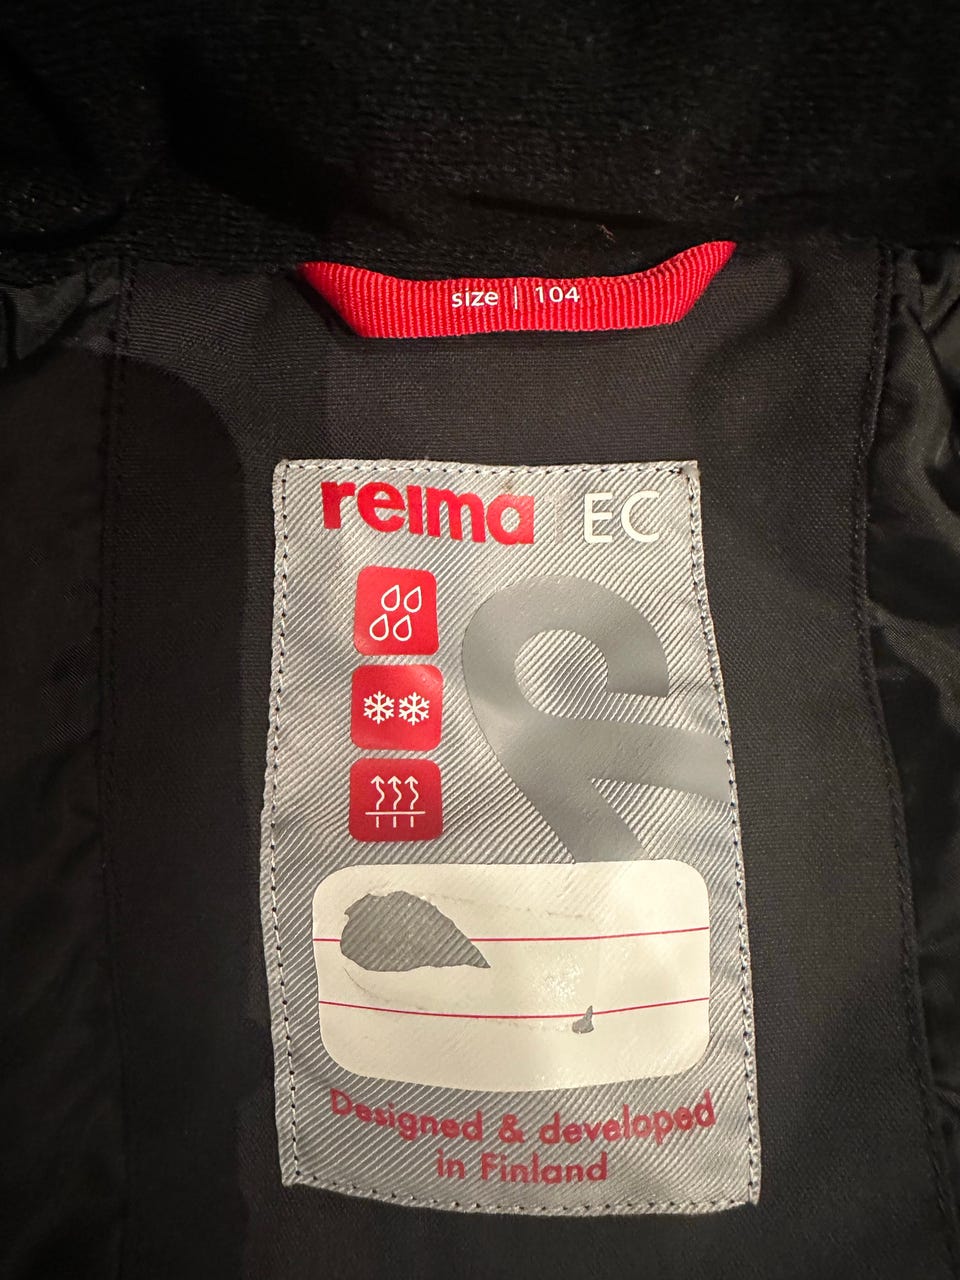 size | 104
reima EC
Designed & developed
in Finland